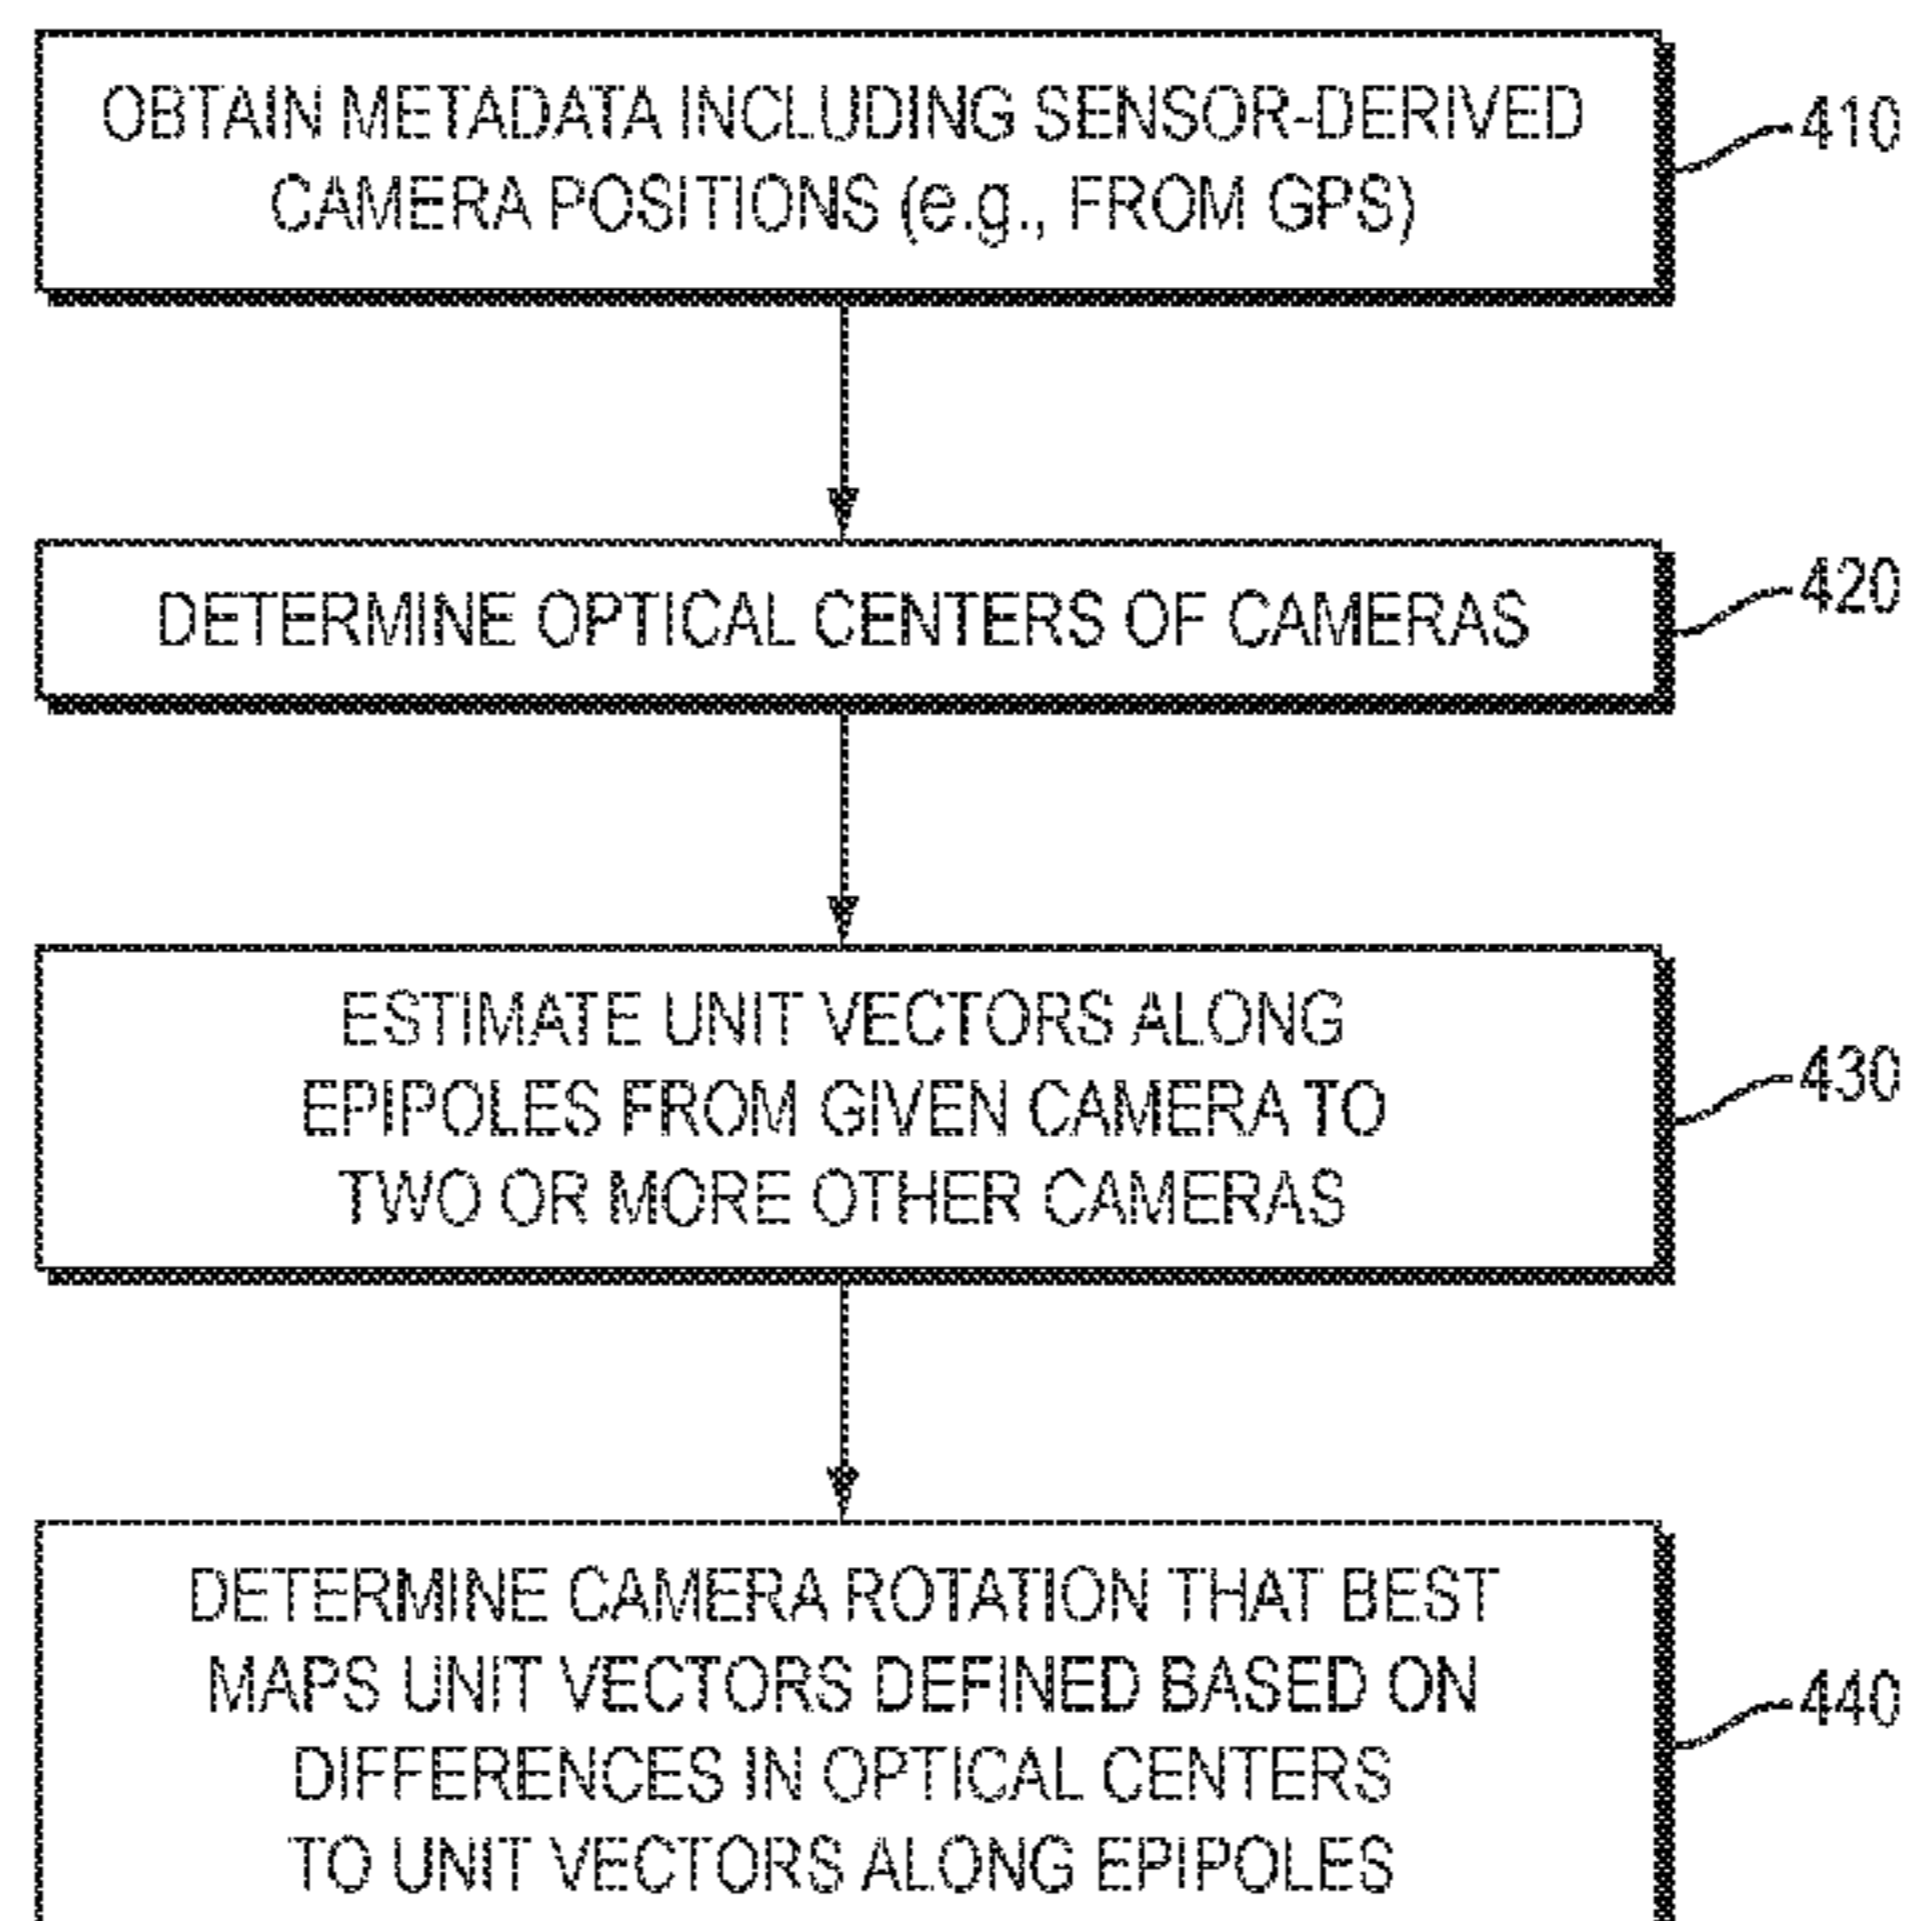 OBTAIN METADATA INCLUDING SENSOR-DERIVED
CAMERA POSITIONS (e.g., FROM GPS)
410
DETERMINE OPTICAL CENTERS OF CAMERAS
420
ESTIMATE UNIT VECTORS ALONG
EPIPOLES FROM GIVEN CAMERA TO
TWO OR MORE OTHER CAMERAS
430
DETERMINE CAMERA ROTATION THAT BEST
MAPS UNIT VECTORS DEFINED BASED ON
DIFFERENCES IN OPTICAL CENTERS
TO UNIT VECTORS ALONG EPIPOLES
440